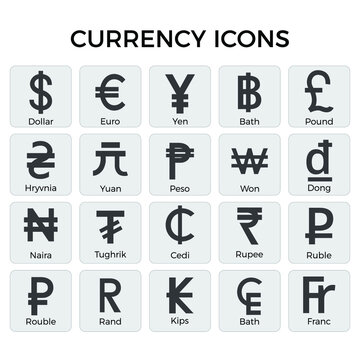 CURRENCY ICONS
$ € ¥ ฿ £
Dollar Euro Yen Bath Pound
₴ 元 ₱ ₩ ₫
Hryvnia Yuan Peso Won Dong
₦ ₮ ₵ ₹ ₽
Naira Tughrik Cedi Rupee Ruble
₽ R ₭ Fr
Rouble Rand Kips Bath Franc